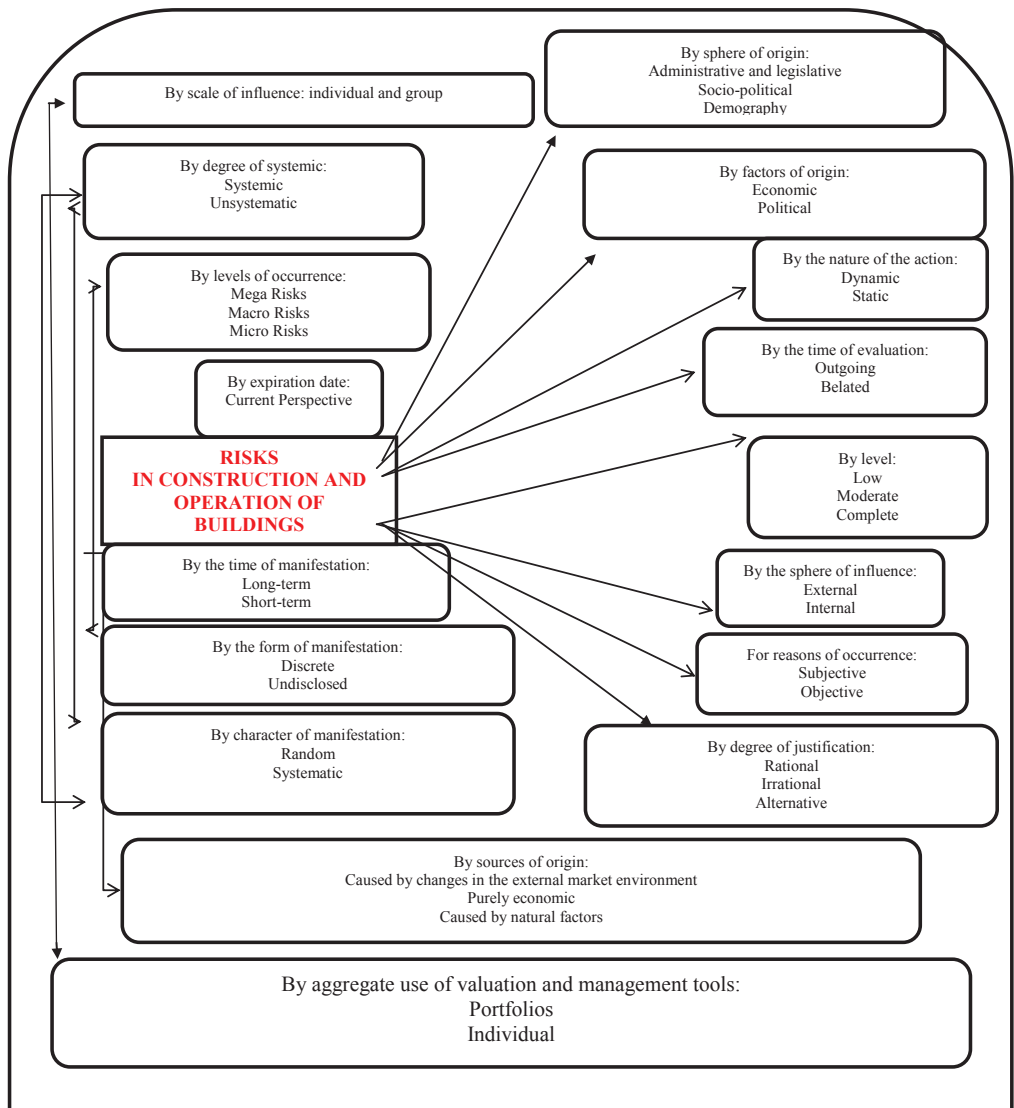 By scale of influence: individual and group
By sphere of origin:
Administrative and legislative
Socio-political
Demography
By degree of systemic:
Systemic
Unsystematic
By factors of origin:
Economic
Political
By levels of occurrence:
Mega Risks
Macro Risks
Micro Risks
By the nature of the action:
Dynamic
Static
By expiration date:
Current Perspective
By the time of evaluation:
Outgoing
Belated
RISKS
IN CONSTRUCTION AND
OPERATION OF
BUILDINGS
By level:
Low
Moderate
Complete
By the time of manifestation:
Long-term
Short-term
By the sphere of influence:
External
Internal
By the form of manifestation:
Discrete
Undisclosed
For reasons of occurrence:
Subjective
Objective
By character of manifestation:
Random
Systematic
By degree of justification:
Rational
Irrational
Alternative
By sources of origin:
Caused by changes in the external market environment
Purely economic
Caused by natural factors
By aggregate use of valuation and management tools:
Portfolios
Individual